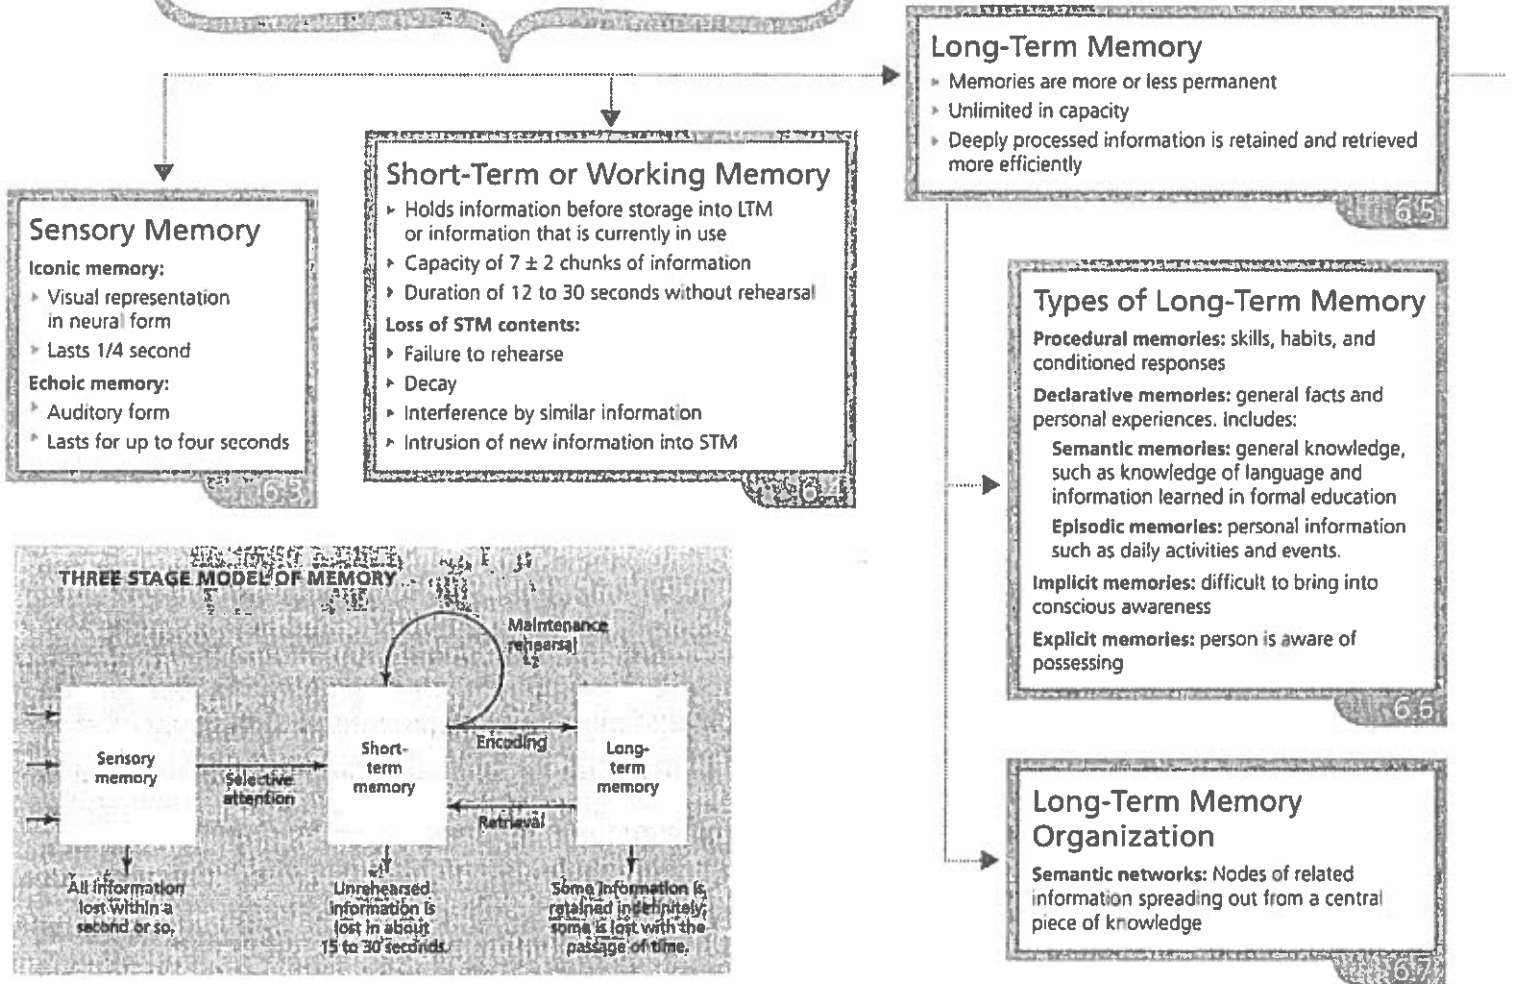 Long-Term Memory
Memories are more or less permanent
Unlimited in capacity
Deeply processed information is retained and retrieved
more efficiently
6.5
Short-Term or Working Memory
Holds information before storage into LTM
or information that is currently in use
Capacity of 7 ± 2 chunks of information
Duration of 12 to 30 seconds without rehearsal
Loss of STM contents:
Failure to rehearse
Decay
Interference by similar information
Intrusion of new information into STM
6
Sensory Memory
Iconic memory:
Visual representation
in neural form
Lasts 1/4 second
Echoic memory:
Auditory form
Lasts for up to four seconds
6.3
Types of Long-Term Memory
Procedural memories: skills, habits, and
conditioned responses
Declarative memories: general facts and
personal experiences. Includes:
Semantic memories: general knowledge,
such as knowledge of language and
information learned in formal education
Episodic memories: personal information
such as daily activities and events.
Implicit memories: difficult to bring into
conscious awareness
Explicit memories: person is aware of
possessing
6.6
THREE STAGE MODEL OF MEMORY
Maintenance
rehearsal
Sensory
memory
Selective
attention
Short-
term
memory
Encoding
Retrieval
Long-
term
memory
All information
lost within a
second or so.
Unrehearsed
information is
lost in about
15 to 30 seconds.
Some information is
retained indefinitely;
some is lost with the
passage of time.
Long-Term Memory
Organization
Semantic networks: Nodes of related
information spreading out from a central
piece of knowledge
6.7